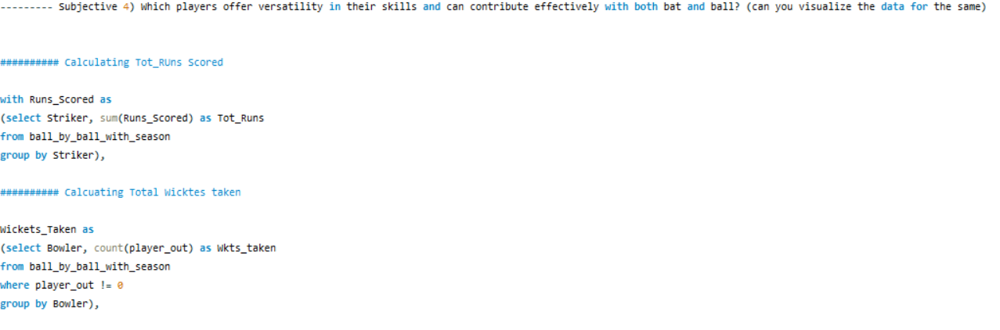 --------- Subjective 4) Which players offer versatility in their skills and can contribute effectively with both bat and ball? (can you visualize the data for the same)
########## Calculating Tot_RUns Scored
with Runs_Scored as
(select Striker, sum(Runs_Scored) as Tot_Runs
from ball_by_ball_with_season
group by Striker),
########## Calcuating Total Wicktes taken
Wickets_Taken as
(select Bowler, count(player_out) as Wkts_taken
from ball_by_ball_with_season
where player_out != 0
group by Bowler),